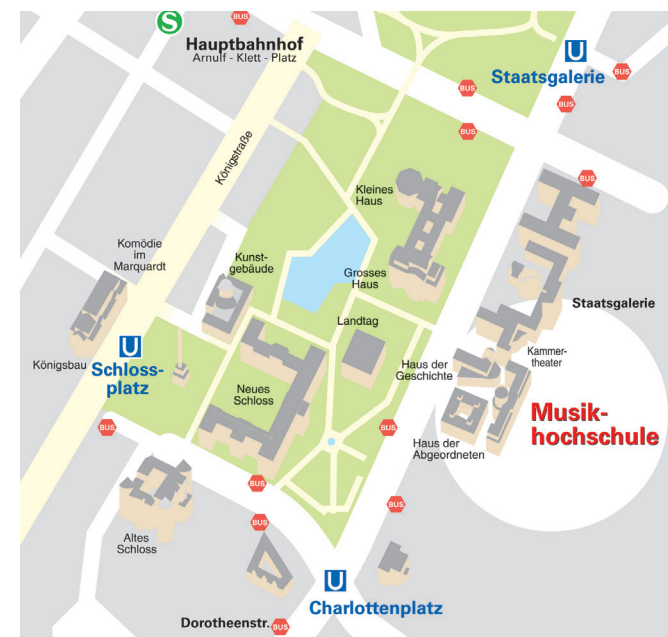 S
BUS
Hauptbahnhof
Arnulf - Klett - Platz
BUS
U
Staatsgalerie
BUS
BUS
BUS
BUS
BUS
Königstraße
Kleines
Haus
Komödie
im
Marquardt
Kunst-
gebäude
Grosses
Haus
Staatsgalerie
Landtag
U
Schloss-
platz
Königsbau
Haus der
Geschichte
Kammer-
theater
Neues
Schloss
Musik-
hochschule
BUS
BUS
Haus der
Abgeordneten
BUS
BUS
BUS
Altes
Schloss
U
Charlottenplatz
Dorotheenstr.
BUS